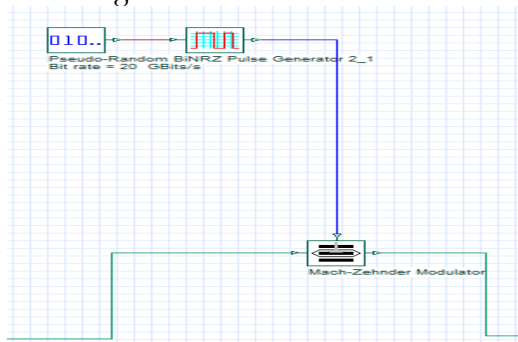 010..
Pseudo-Random BiNRZ Pulse Generator 2_1
Bit rate = 20 GBits/s
Mach-Zehnder Modulator